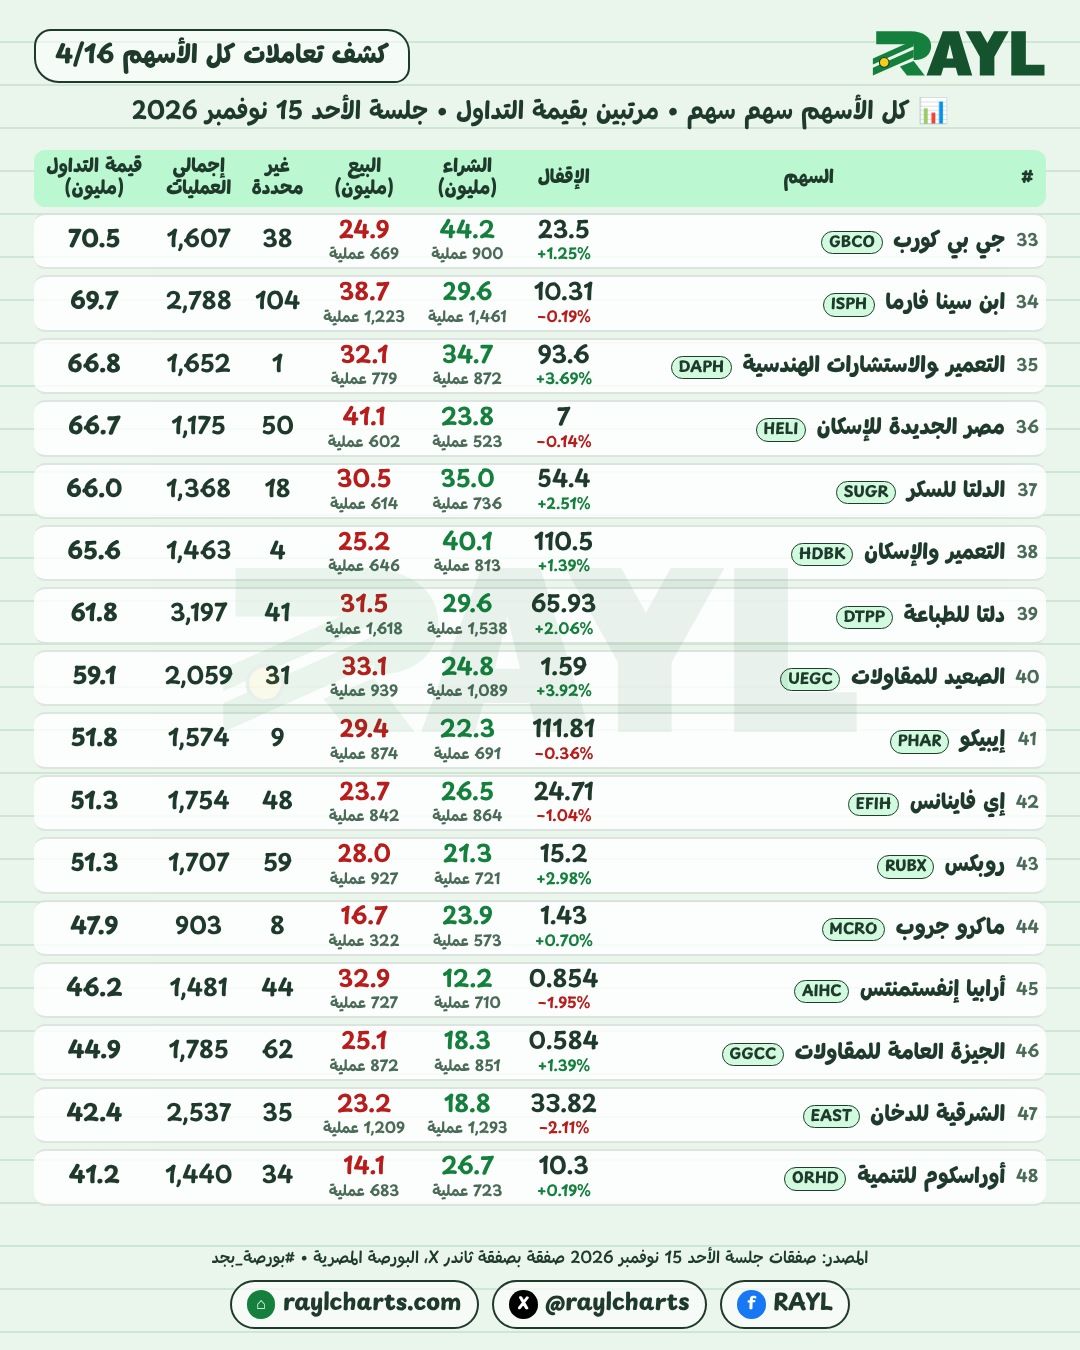 RAYL
كشف تعاملات كل الأسهم 4/16
📊 كل الأسهم سهم سهم • مرتبين بقيمة التداول • جلسة الأحد 15 نوفمبر 2026
# السهم الإقفال الشراء (مليون) البيع (مليون) غير محددة إجمالي العمليات قيمة التداول (مليون)
33 جي بي كورب GBCO 23.5 44.2 24.9 38 1,607 70.5
+1.25% 900 عملية 669 عملية
34 ابن سينا فارما ISPH 10.31 29.6 38.7 104 2,788 69.7
-0.19% 1,461 عملية 1,223 عملية
35 التعمير والاستشارات الهندسية DAPH 93.6 34.7 32.1 1 1,652 66.8
+3.69% 872 عملية 779 عملية
36 مصر الجديدة للإسكان HELI 7 23.8 41.1 50 1,175 66.7
-0.14% 523 عملية 602 عملية
37 الدلتا للسكر SUGR 54.4 35.0 30.5 18 1,368 66.0
+2.51% 736 عملية 614 عملية
38 التعمير والإسكان HDBK 110.5 40.1 25.2 4 1,463 65.6
+1.39% 813 عملية 646 عملية
39 دلتا للطباعة DTPP 65.93 29.6 31.5 41 3,197 61.8
+2.06% 1,538 عملية 1,618 عملية
40 الصعيد للمقاولات UEGC 1.59 24.8 33.1 31 2,059 59.1
+3.92% 1,089 عملية 939 عملية
41 إيبيكو PHAR 111.81 22.3 29.4 9 1,574 51.8
-0.36% 691 عملية 874 عملية
42 إي فاينانس EFIH 24.71 26.5 23.7 48 1,754 51.3
-1.04% 864 عملية 842 عملية
43 روبكس RUBX 15.2 21.3 28.0 59 1,707 51.3
+2.98% 721 عملية 927 عملية
44 ماكرو جروب MCRO 1.43 23.9 16.7 8 903 47.9
+0.70% 573 عملية 322 عملية
45 أرابيا إنفستمنتس AIHC 0.854 12.2 32.9 44 1,481 46.2
-1.95% 710 عملية 727 عملية
46 الجيزة العامة للمقاولات GGCC 0.584 18.3 25.1 62 1,785 44.9
+1.39% 851 عملية 872 عملية
47 الشرقية للدخان EAST 33.82 18.8 23.2 35 2,537 42.4
-2.11% 1,293 عملية 1,209 عملية
48 أوراسكوم للتنمية ORHD 10.3 26.7 14.1 34 1,440 41.2
+0.19% 723 عملية 683 عملية
المصدر: صفقات جلسة الأحد 15 نوفمبر 2026 صفقة بصفقة ثاندر X، البورصة المصرية • #بورصة_بجد
raylcharts.com @raylcharts RAYL